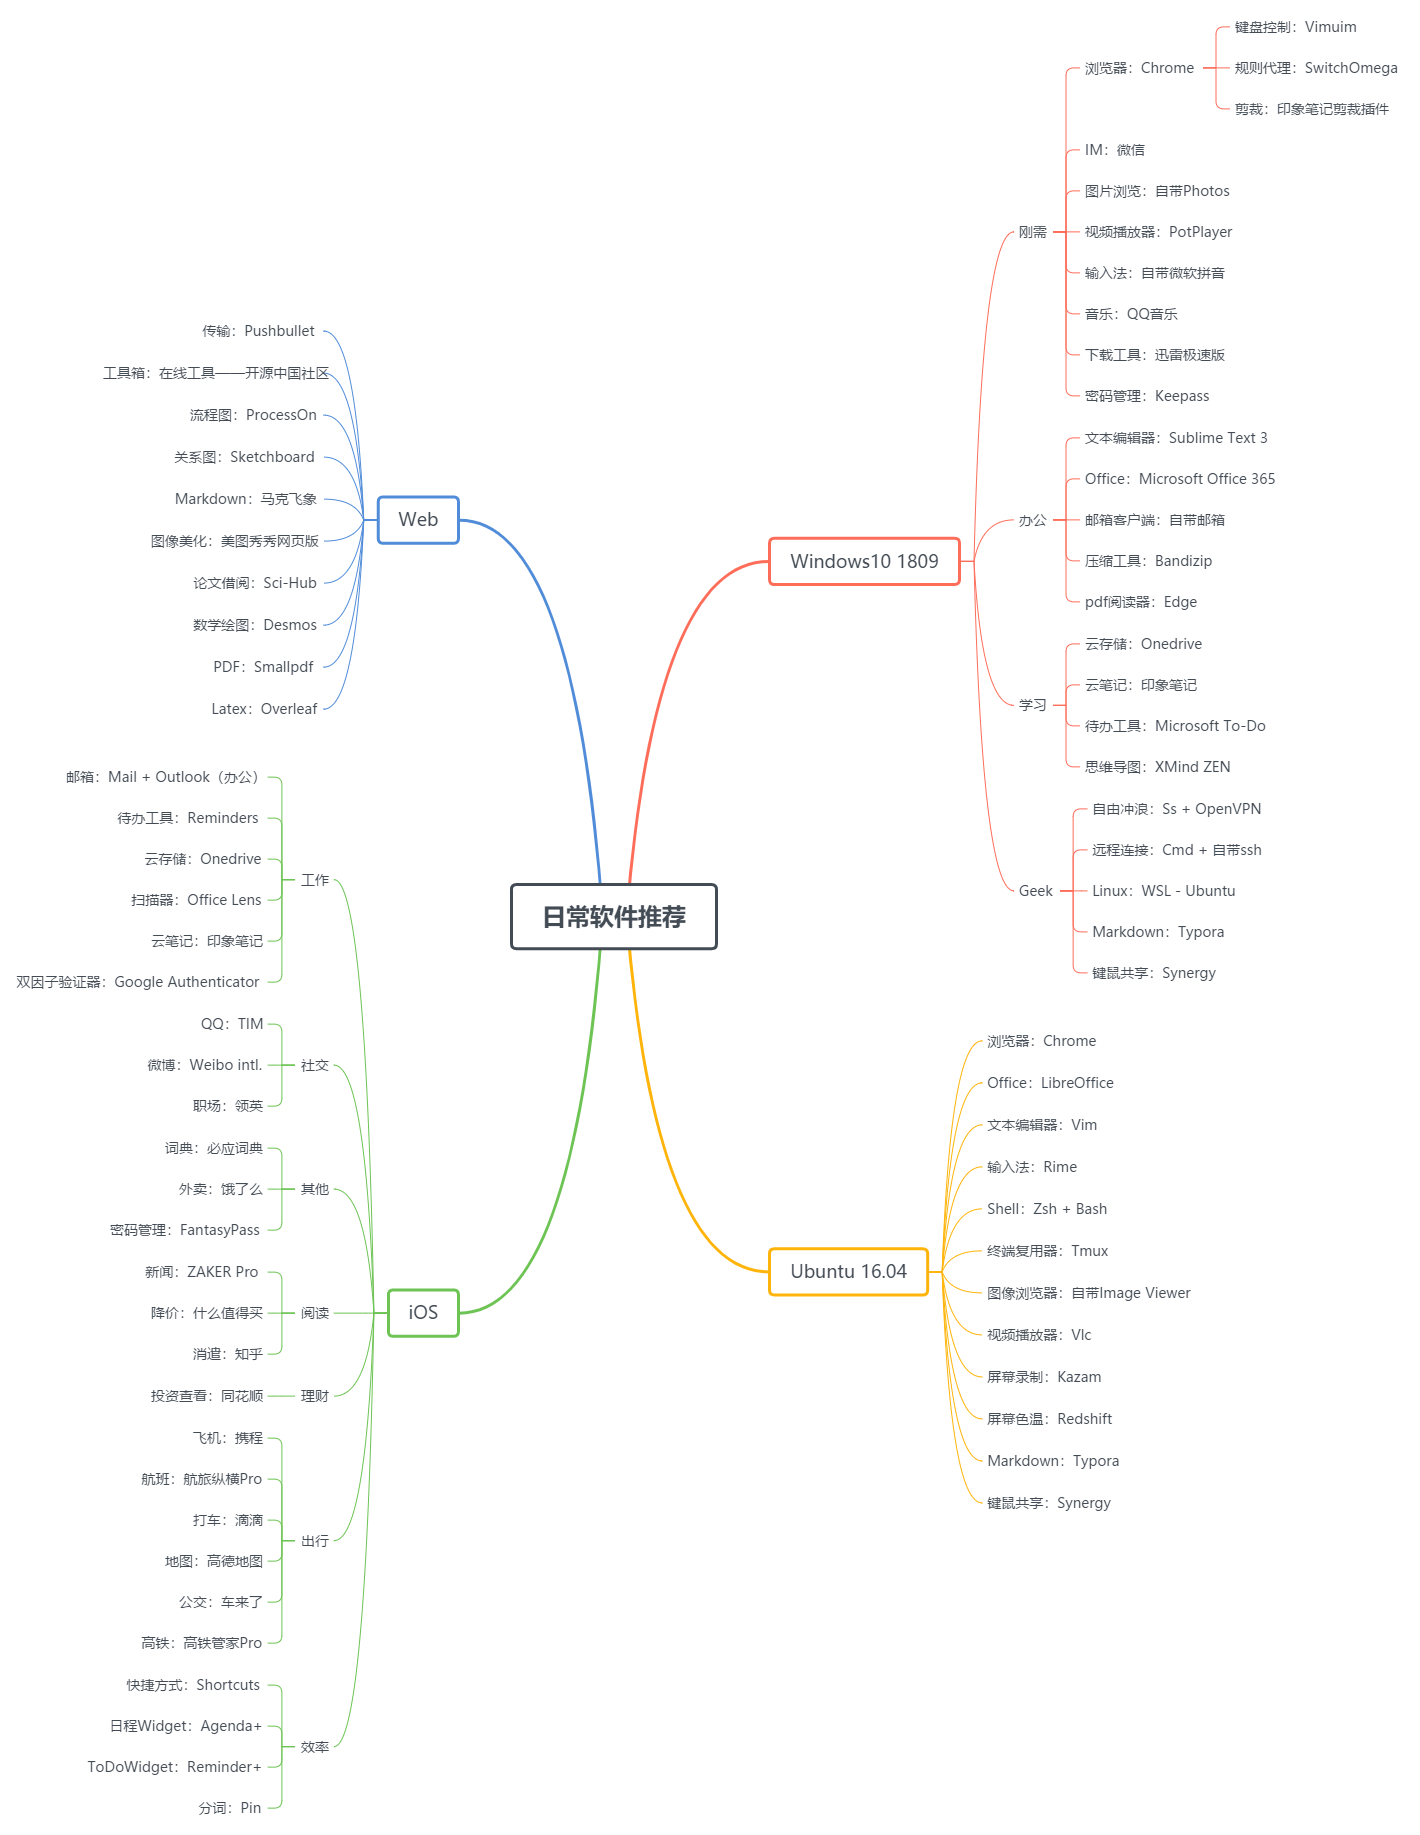 日常软件推荐
Windows10 1809
刚需
浏览器：Chrome
键盘控制：Vimuim
规则代理：SwitchOmega
剪裁：印象笔记剪裁插件
IM：微信
图片浏览：自带Photos
视频播放器：PotPlayer
输入法：自带微软拼音
音乐：QQ音乐
下载工具：迅雷极速版
密码管理：Keepass
办公
文本编辑器：Sublime Text 3
Office：Microsoft Office 365
邮箱客户端：自带邮箱
压缩工具：Bandizip
pdf阅读器：Edge
学习
云存储：Onedrive
云笔记：印象笔记
待办工具：Microsoft To-Do
思维导图：XMind ZEN
Geek
自由冲浪：Ss + OpenVPN
远程连接：Cmd + 自带ssh
Linux：WSL - Ubuntu
Markdown：Typora
键鼠共享：Synergy
Ubuntu 16.04
浏览器：Chrome
Office：LibreOffice
文本编辑器：Vim
输入法：Rime
Shell：Zsh + Bash
终端复用器：Tmux
图像浏览器：自带Image Viewer
视频播放器：Vlc
屏幕录制：Kazam
屏幕色温：Redshift
Markdown：Typora
键鼠共享：Synergy
Web
传输：Pushbullet
工具箱：在线工具——开源中国社区
流程图：ProcessOn
关系图：Sketchboard
Markdown：马克飞象
图像美化：美图秀秀网页版
论文借阅：Sci-Hub
数学绘图：Desmos
PDF：Smallpdf
Latex：Overleaf
iOS
工作
邮箱：Mail + Outlook（办公）
待办工具：Reminders
云存储：Onedrive
扫描器：Office Lens
云笔记：印象笔记
双因子验证器：Google Authenticator
社交
QQ：TIM
微博：Weibo intl.
职场：领英
其他
词典：必应词典
外卖：饿了么
密码管理：FantasyPass
阅读
新闻：ZAKER Pro
降价：什么值得买
消遣：知乎
理财
投资查看：同花顺
出行
飞机：携程
航班：航旅纵横Pro
打车：滴滴
地图：高德地图
公交：车来了
高铁：高铁管家Pro
效率
快捷方式：Shortcuts
日程Widget：Agenda+
ToDoWidget：Reminder+
分词：Pin